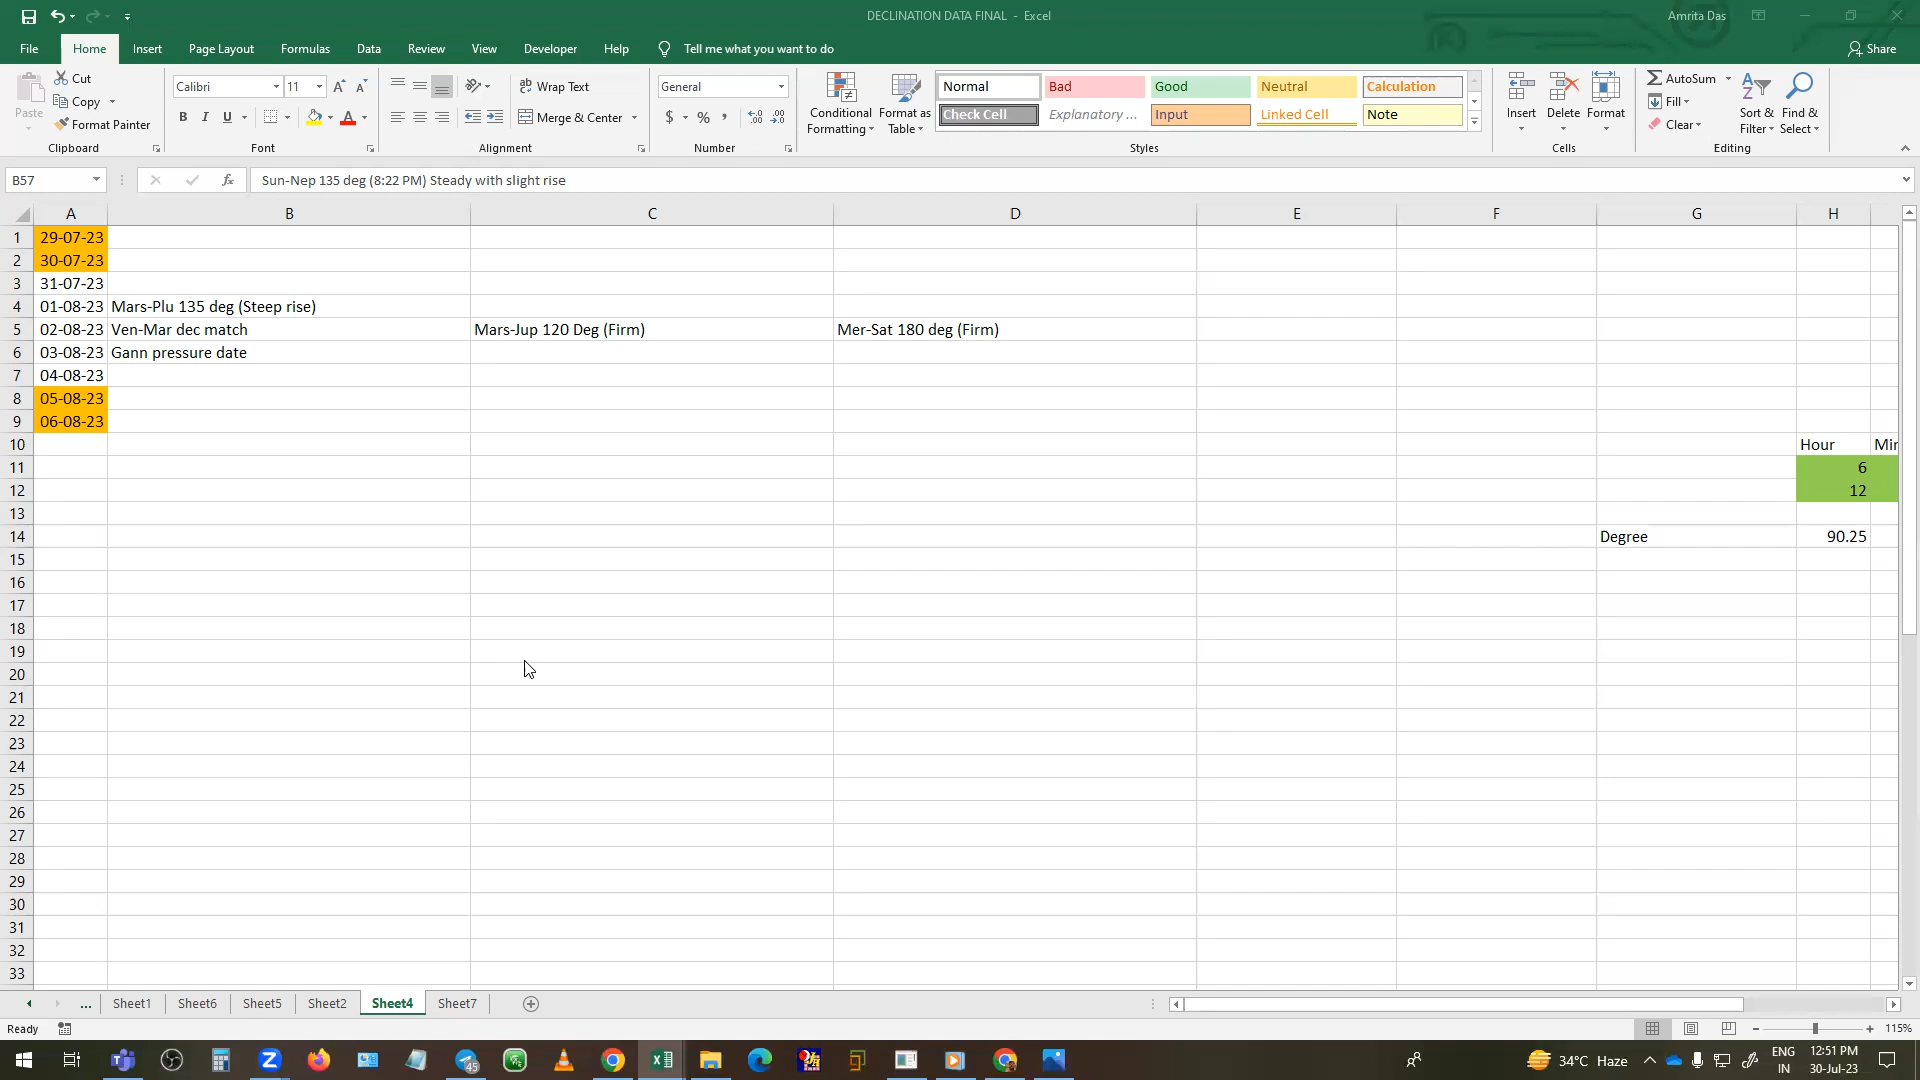 DECLINATION DATA FINAL - Excel
Amrita Das
File Home Insert Page Layout Formulas Data Review View Developer Help Tell me what you want to do Share
Paste
Cut
Copy
Format Painter
Clipboard
Calibri 11
B I U
Font
Wrap Text
Merge & Center
Alignment
General
$ % ,
Number
Conditional Formatting
Format as Table
Normal Bad Good Neutral Calculation
Check Cell Explanatory ... Input Linked Cell Note
Styles
Insert Delete Format
Cells
AutoSum
Fill
Clear
Sort & Filter
Find & Select
Editing
B57 fx Sun-Nep 135 deg (8:22 PM) Steady with slight rise
A B C D E F G H
1 29-07-23
2 30-07-23
3 31-07-23
4 01-08-23 Mars-Plu 135 deg (Steep rise)
5 02-08-23 Ven-Mar dec match Mars-Jup 120 Deg (Firm) Mer-Sat 180 deg (Firm)
6 03-08-23 Gann pressure date
7 04-08-23
8 05-08-23
9 06-08-23
10 Hour Mir
11 6
12 12
13
14 Degree 90.25
15
16
17
18
19
20
21
22
23
24
25
26
27
28
29
30
31
32
33
... Sheet1 Sheet6 Sheet5 Sheet2 Sheet4 Sheet7
Ready
115%
45
34°C Haze
ENG
IN
12:51 PM
30-Jul-23